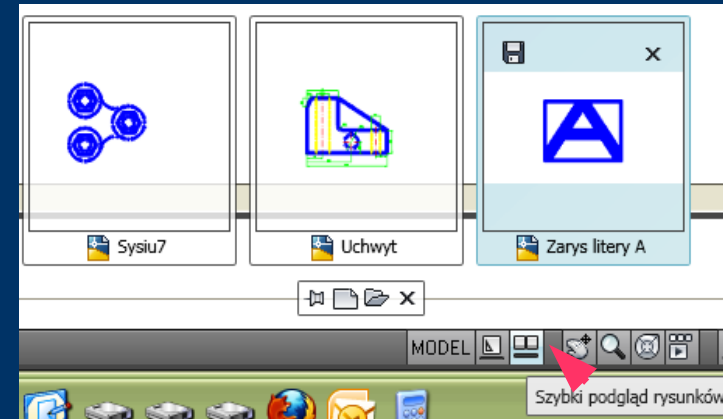 Sysiu7
Uchwyt
Zarys litery A
MODEL
Szybki podgląd rysunków